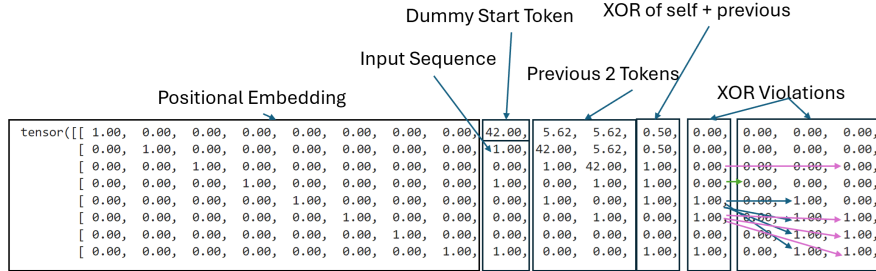 Dummy Start Token
XOR of self + previous
Input Sequence
Previous 2 Tokens
Positional Embedding
XOR Violations
tensor([[ 1.00, 0.00, 0.00, 0.00, 0.00, 0.00, 0.00, 0.00, 42.00, 5.62, 5.62, 0.50, 0.00, 0.00, 0.00, 0.00,
[ 0.00, 1.00, 0.00, 0.00, 0.00, 0.00, 0.00, 0.00, 1.00, 42.00, 5.62, 0.50, 0.00, 0.00, 0.00, 0.00,
[ 0.00, 0.00, 1.00, 0.00, 0.00, 0.00, 0.00, 0.00, 0.00, 1.00, 42.00, 1.00, 0.00, 0.00, 0.00, 0.00,
[ 0.00, 0.00, 0.00, 1.00, 0.00, 0.00, 0.00, 0.00, 1.00, 0.00, 1.00, 1.00, 0.00, 0.00, 0.00, 0.00,
[ 0.00, 0.00, 0.00, 0.00, 1.00, 0.00, 0.00, 0.00, 0.00, 1.00, 0.00, 1.00, 1.00, 0.00, 1.00, 0.00,
[ 0.00, 0.00, 0.00, 0.00, 0.00, 1.00, 0.00, 0.00, 0.00, 0.00, 1.00, 0.00, 1.00, 0.00, 1.00, 1.00,
[ 0.00, 0.00, 0.00, 0.00, 0.00, 0.00, 1.00, 0.00, 0.00, 0.00, 0.00, 0.00, 0.00, 0.00, 1.00, 1.00,
[ 0.00, 0.00, 0.00, 0.00, 0.00, 0.00, 0.00, 1.00, 1.00, 0.00, 0.00, 1.00, 1.00, 0.00, 1.00, 1.00,